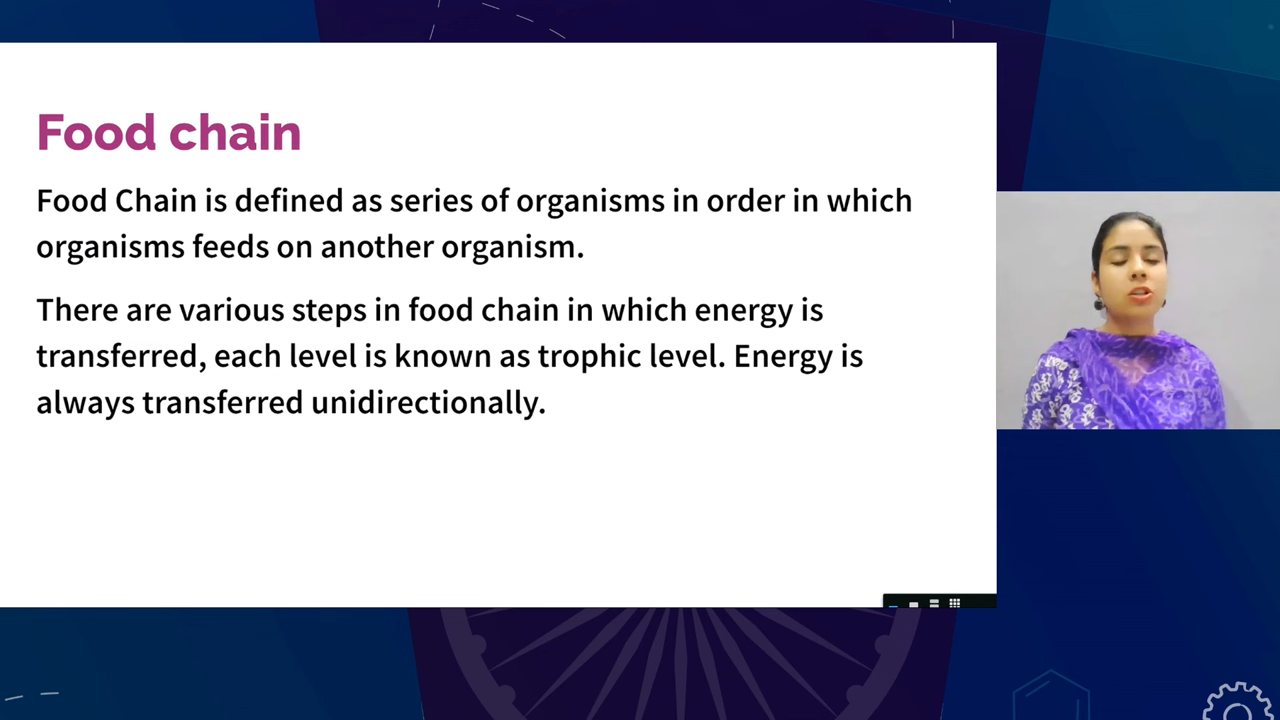 Food chain
Food Chain is defined as series of organisms in order in which
organisms feeds on another organism.
There are various steps in food chain in which energy is
transferred, each level is known as trophic level. Energy is
always transferred unidirectionally.